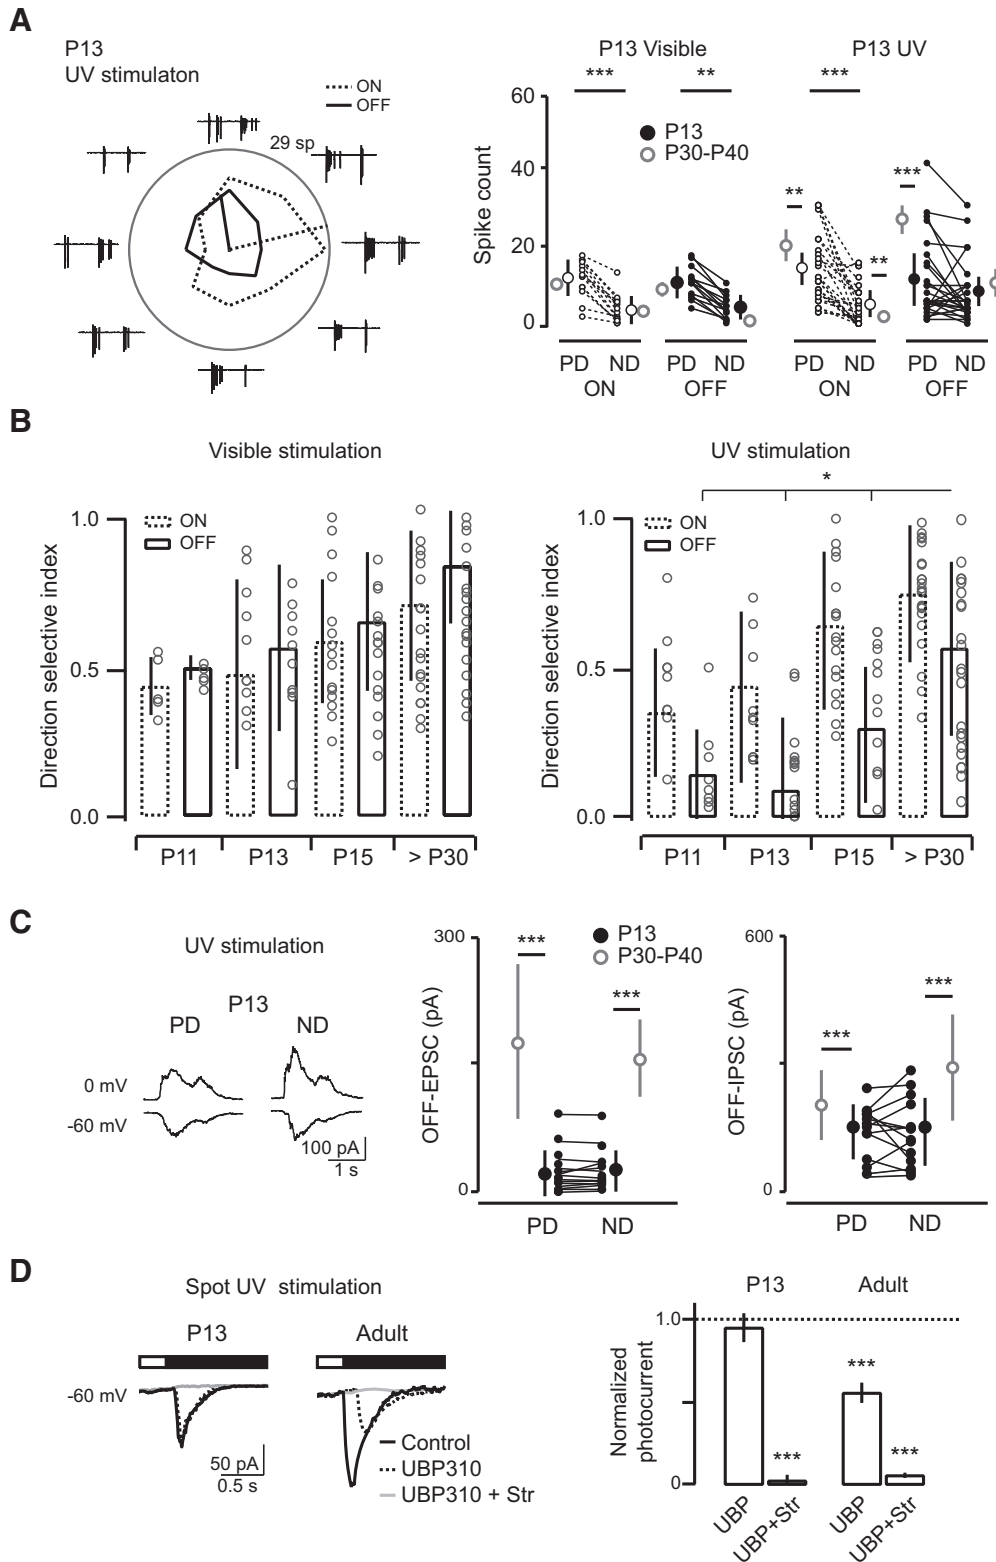 A
P13
UV stimulaton
ON
OFF
29 sp
P13 Visible
P13 UV
***
**
***
60
40
20
0
Spike count
P13
P30-P40
**
**
***
PD
ND
PD
ND
PD
ND
PD
ND
ON
OFF
ON
OFF
B
Visible stimulation
1.0
0.5
0.0
Direction selective index
ON
OFF
P11
P13
P15
> P30
UV stimulation
*
1.0
0.5
0.0
Direction selective index
ON
OFF
P11
P13
P15
> P30
C
UV stimulation
P13
PD
ND
0 mV
-60 mV
100 pA
1 s
300
0
OFF-EPSC (pA)
***
***
P13
P30-P40
PD
ND
600
0
OFF-IPSC (pA)
***
***
PD
ND
D
Spot UV stimulation
P13
Adult
-60 mV
50 pA
0.5 s
Control
UBP310
UBP310 + Str
P13
Adult
1.0
0
Normalized
photocurrent
***
***
***
UBP
UBP+Str
UBP
UBP+Str